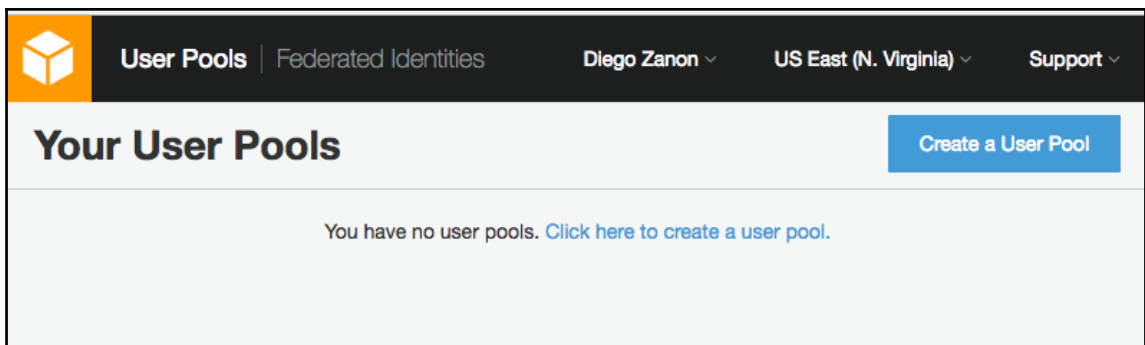 User Pools | Federated Identities Diego Zanon US East (N. Virginia) Support
Your User Pools Create a User Pool
You have no user pools. Click here to create a user pool.